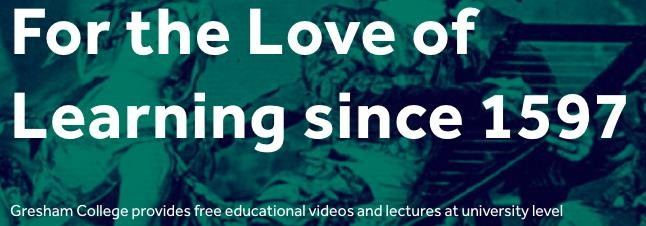 For the Love of
Learning since 1597
Gresham College provides free educational videos and lectures at university level